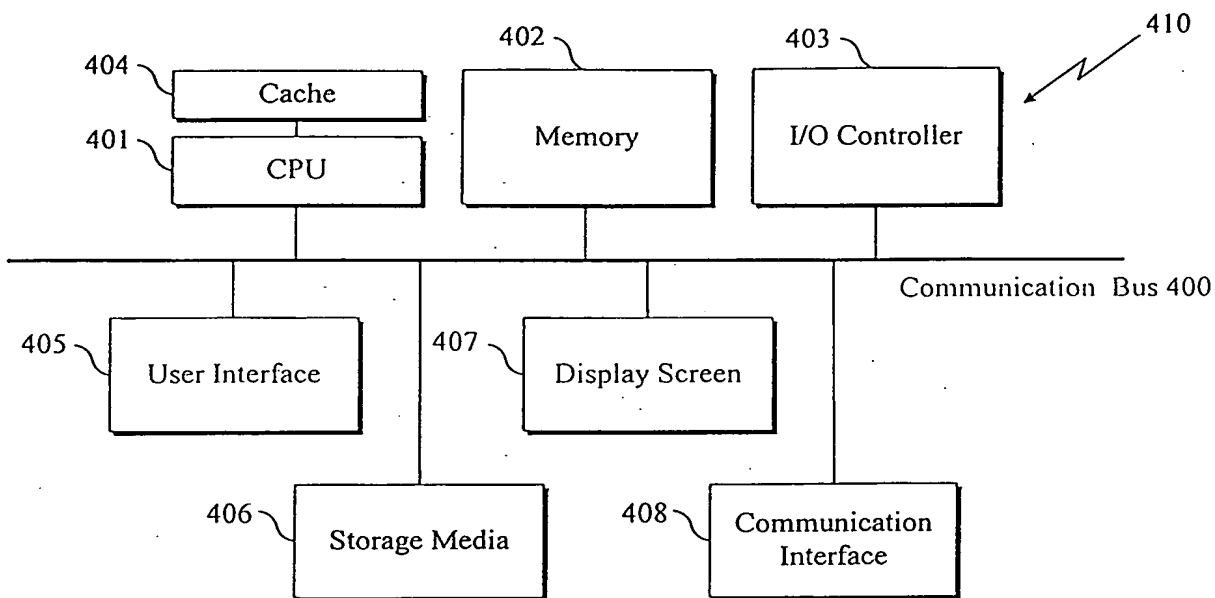 410
402
403
404
Cache
401
CPU
Memory
I/O Controller
Communication Bus 400
405
User Interface
407
Display Screen
406
Storage Media
408
Communication
Interface